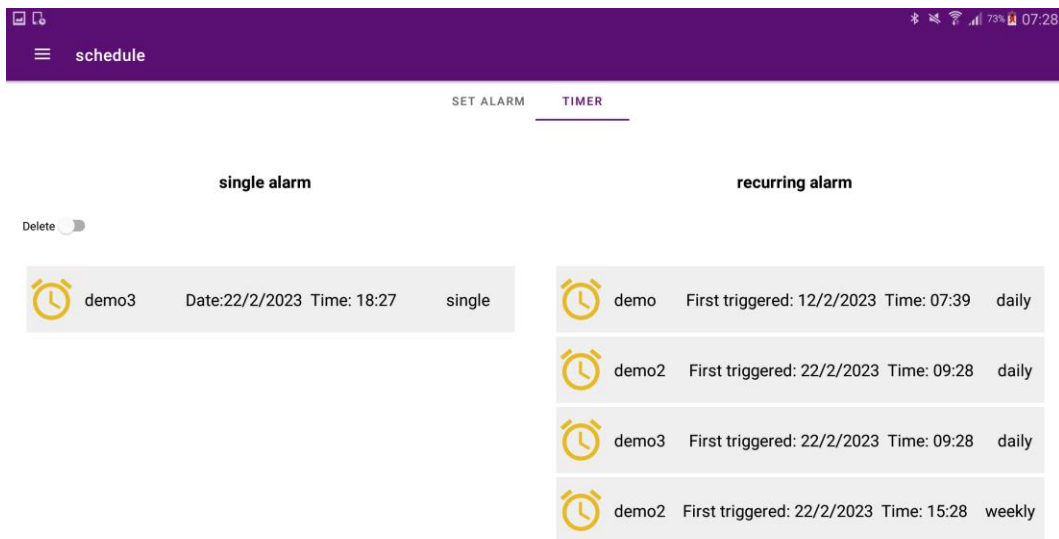 73% 07:28
schedule
SET ALARM TIMER
single alarm
Delete
demo3 Date:22/2/2023 Time: 18:27 single
recurring alarm
demo First triggered: 12/2/2023 Time: 07:39 daily
demo2 First triggered: 22/2/2023 Time: 09:28 daily
demo3 First triggered: 22/2/2023 Time: 09:28 daily
demo2 First triggered: 22/2/2023 Time: 15:28 weekly